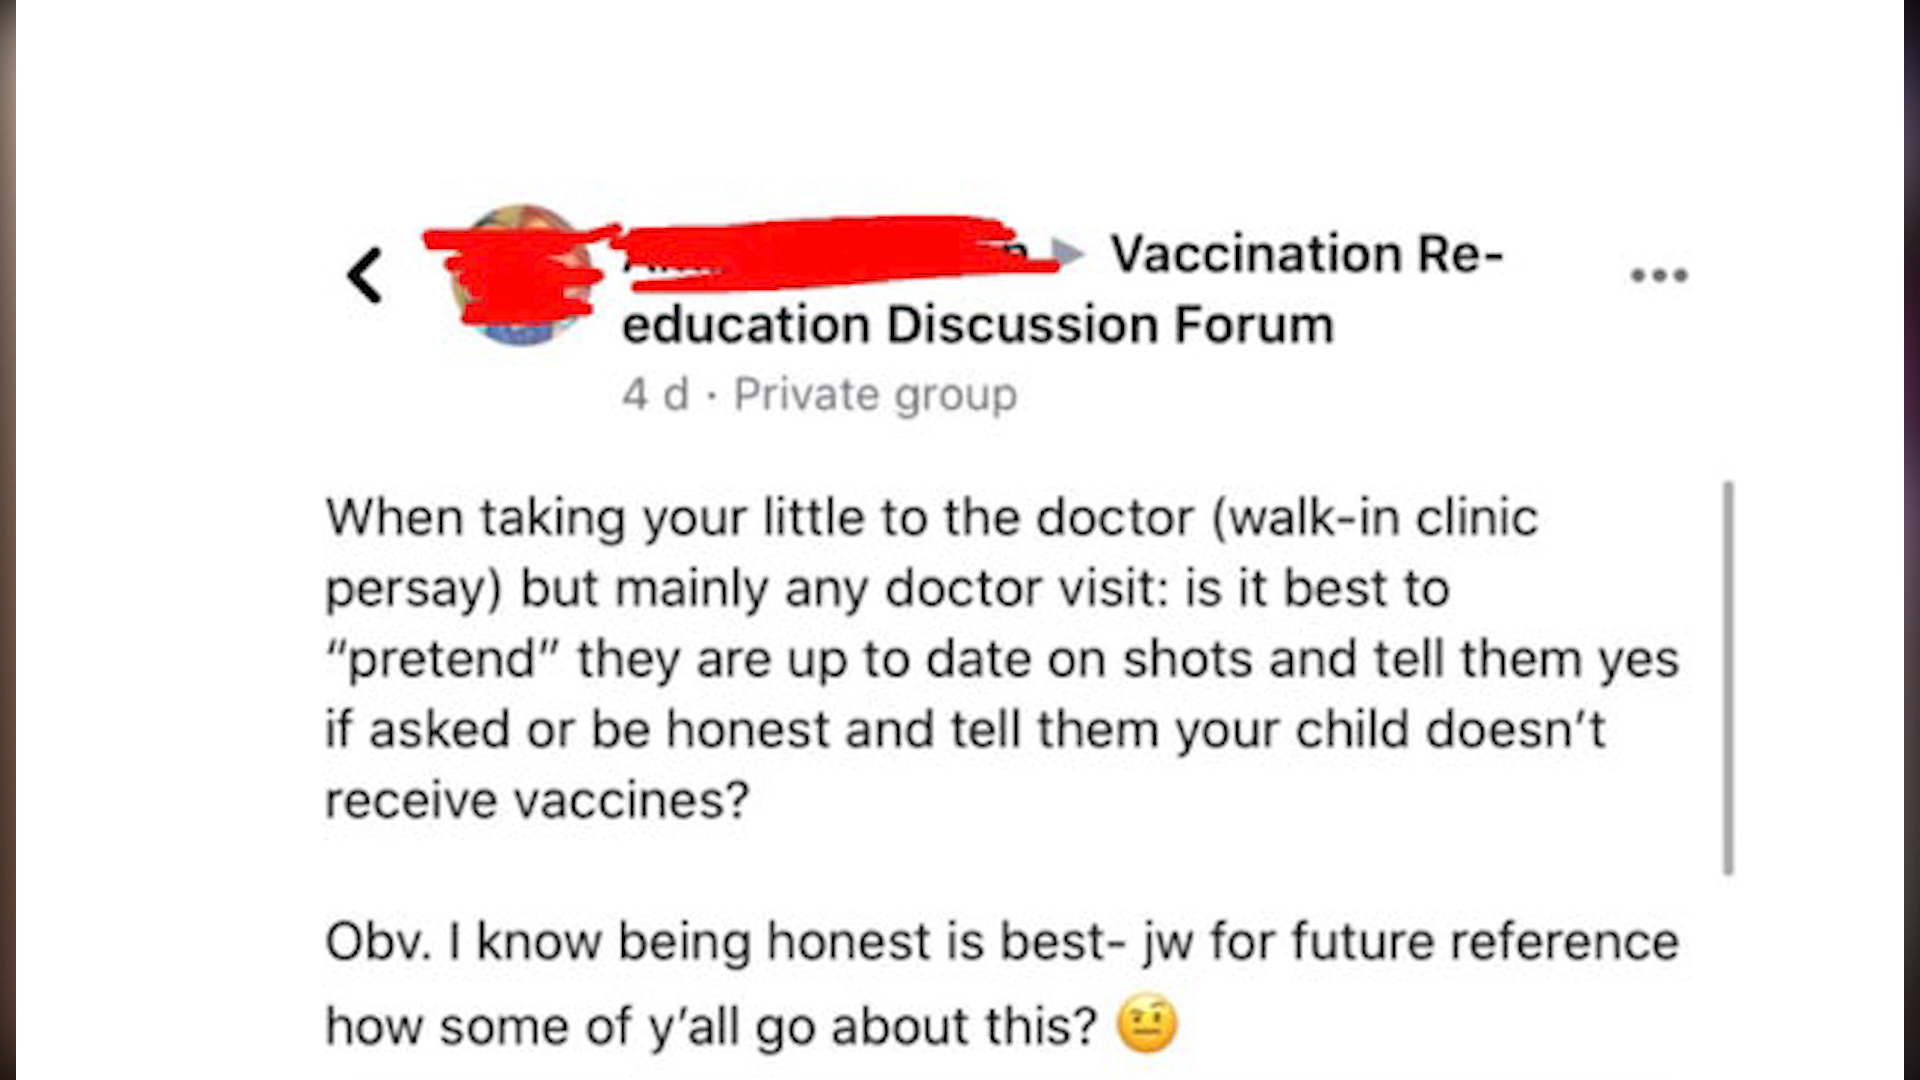 Vaccination Re-
education Discussion Forum
4 d · Private group
When taking your little to the doctor (walk-in clinic
persay) but mainly any doctor visit: is it best to
“pretend” they are up to date on shots and tell them yes
if asked or be honest and tell them your child doesn’t
receive vaccines?
Obv. I know being honest is best- jw for future reference
how some of y’all go about this? 🤨